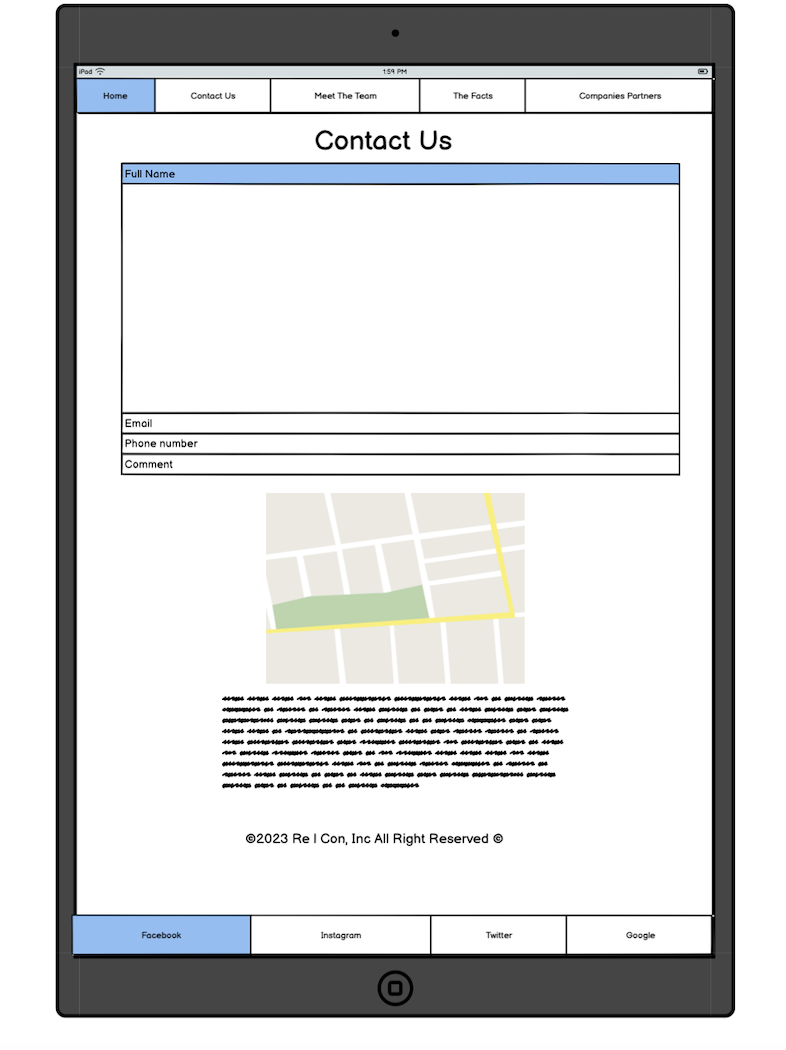 iPad 1:59 PM
Home Contact Us Meet The Team The Facts Companies Partners
Contact Us
Full Name
Email
Phone number
Comment
©2023 Re | Con, Inc All Right Reserved ©
Facebook Instagram Twitter Google